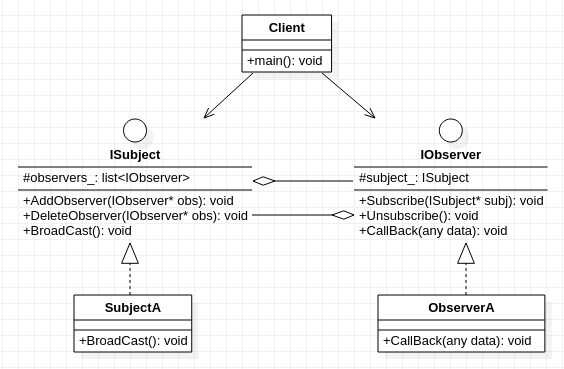 Client
+main(): void
ISubject
#observers_: list<IObserver>
+AddObserver(IObserver* obs): void
+DeleteObserver(IObserver* obs): void
+BroadCast(): void
IObserver
#subject_: ISubject
+Subscribe(ISubject* subj): void
+Unsubscribe(): void
+CallBack(any data): void
SubjectA
+BroadCast(): void
ObserverA
+CallBack(any data): void